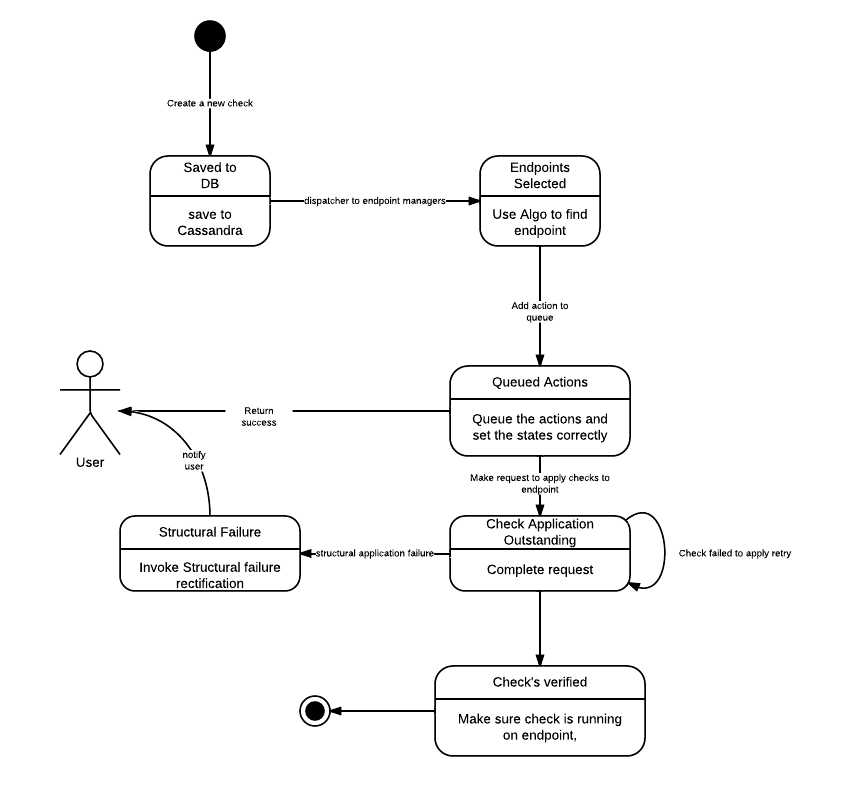 Create a new check
Saved to
DB
save to
Cassandra
dispatcher to endpoint managers
Endpoints
Selected
Use Algo to find
endpoint
Add action to
queue
Queued Actions
Queue the actions and
set the states correctly
Return
success
User
notify
user
Make request to apply checks to
endpoint
Structural Failure
Invoke Structural failure
rectification
structural application failure
Check Application
Outstanding
Complete request
Check failed to apply retry
Check's verified
Make sure check is running
on endpoint,